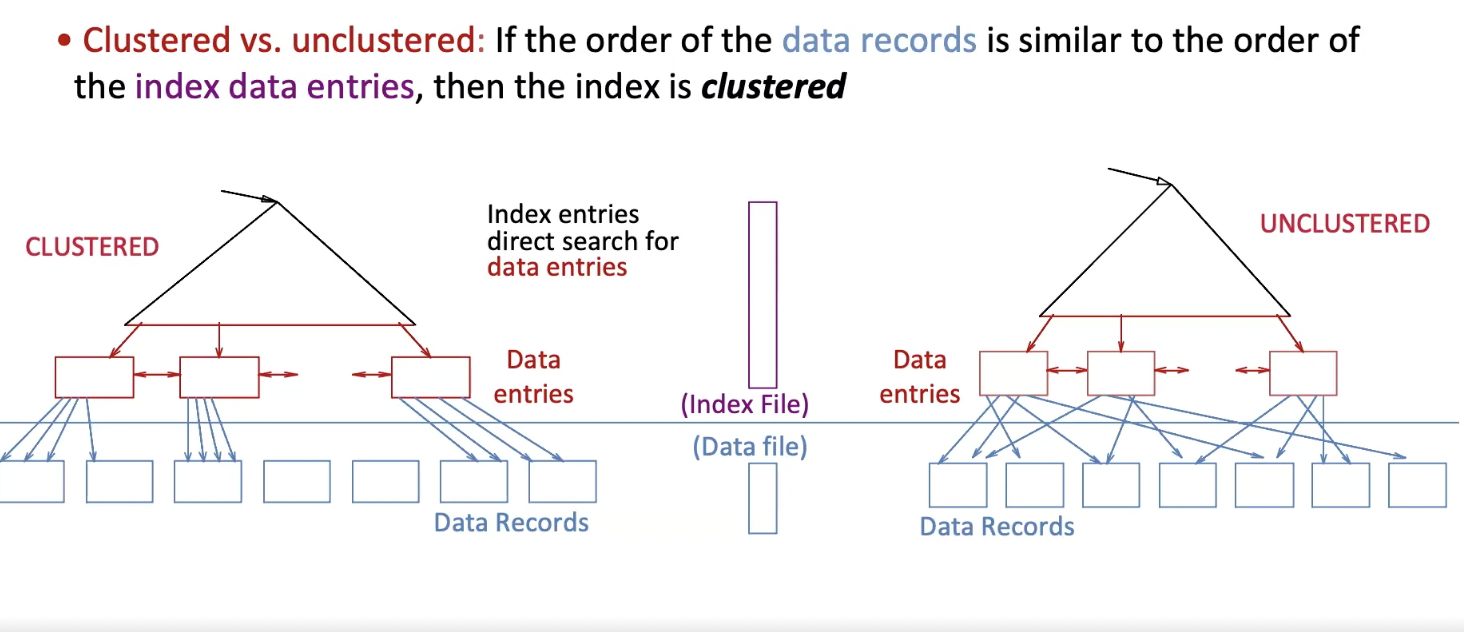 • Clustered vs. unclustered: If the order of the data records is similar to the order of
the index data entries, then the index is clustered
CLUSTERED
Index entries
direct search for
data entries
UNCLUSTERED
Data
entries
(Index File)
Data
entries
(Data file)
Data Records
Data Records